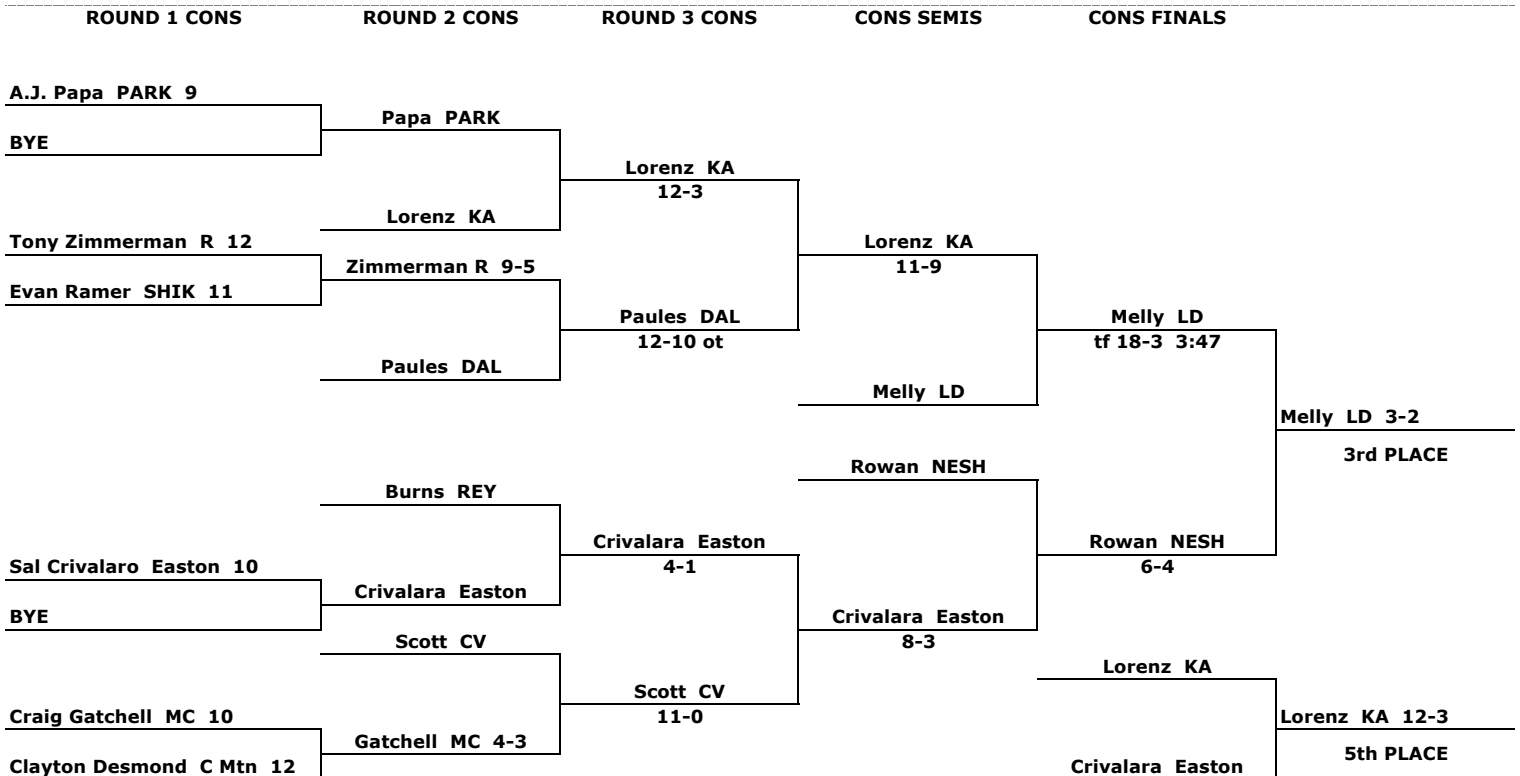 ROUND 1 CONS ROUND 2 CONS ROUND 3 CONS CONS SEMIS CONS FINALS
A.J. Papa PARK 9
Papa PARK
BYE
Lorenz KA
12-3
Lorenz KA
Tony Zimmerman R 12
Lorenz KA
Zimmerman R 9-5
11-9
Evan Ramer SHIK 11
Paules DAL
Melly LD
12-10 ot
tf 18-3 3:47
Paules DAL
Melly LD
Melly LD 3-2
3rd PLACE
Rowan NESH
Burns REY
Crivalara Easton
Rowan NESH
4-1
6-4
Sal Crivalaro Easton 10
Crivalara Easton
BYE
Crivalara Easton
8-3
Scott CV
Lorenz KA
Scott CV
11-0
Craig Gatchell MC 10
Lorenz KA 12-3
Gatchell MC 4-3
5th PLACE
Clayton Desmond C Mtn 12
Crivalara Easton